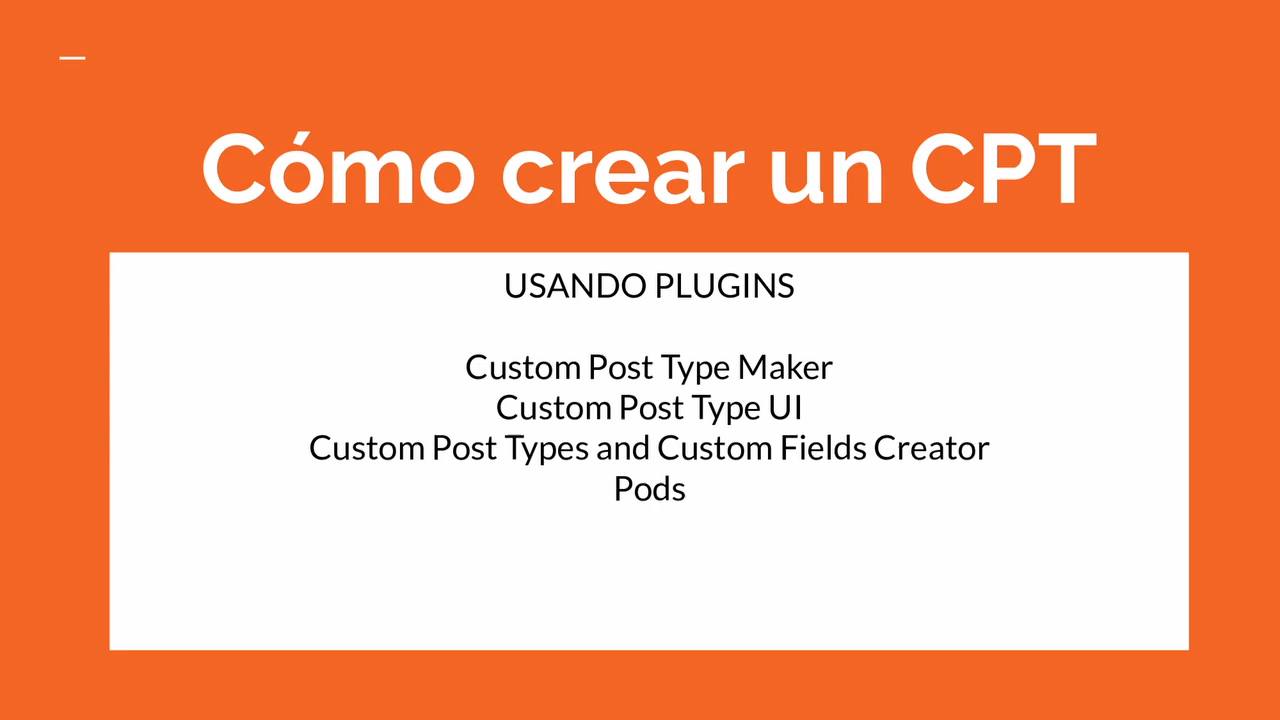 Cómo crear un CPT
USANDO PLUGINS
Custom Post Type Maker
Custom Post Type UI
Custom Post Types and Custom Fields Creator
Pods